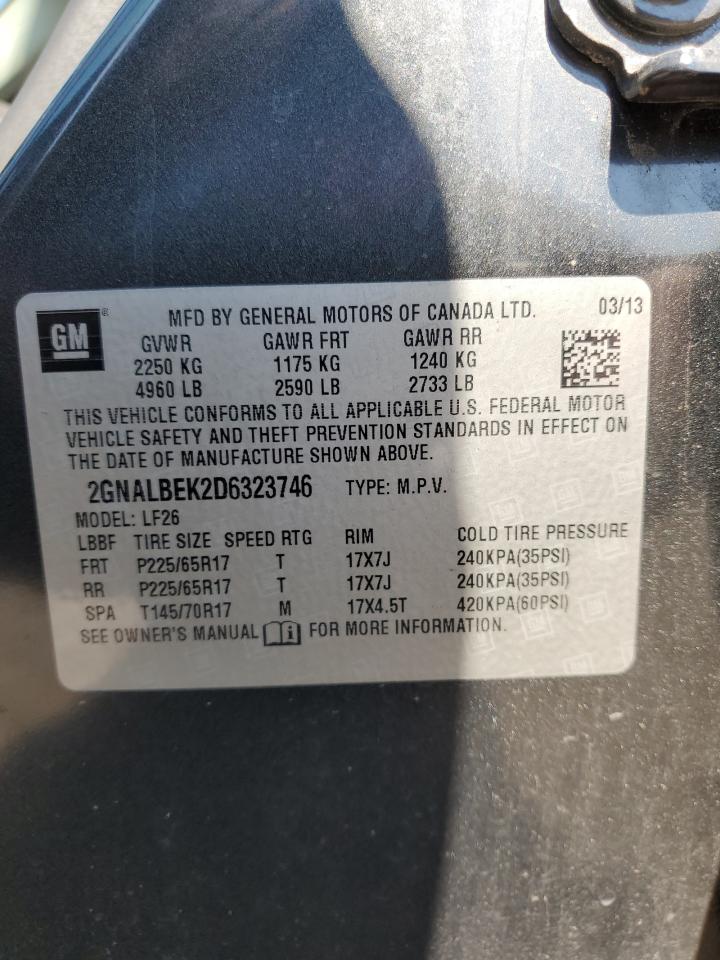 GM ® MFD BY GENERAL MOTORS OF CANADA LTD. 03/13
GVWR GAWR FRT GAWR RR
2250 KG 1175 KG 1240 KG
4960 LB 2590 LB 2733 LB
THIS VEHICLE CONFORMS TO ALL APPLICABLE U.S. FEDERAL MOTOR
VEHICLE SAFETY AND THEFT PREVENTION STANDARDS IN EFFECT ON
THE DATE OF MANUFACTURE SHOWN ABOVE.
2GNALBEK2D6323746 TYPE: M.P.V.
MODEL: LF26
LBBF TIRE SIZE SPEED RTG RIM COLD TIRE PRESSURE
FRT P225/65R17 T 17X7J 240KPA(35PSI)
RR P225/65R17 T 17X7J 240KPA(35PSI)
SPA T145/70R17 M 17X4.5T 420KPA(60PSI)
SEE OWNER'S MANUAL i FOR MORE INFORMATION.